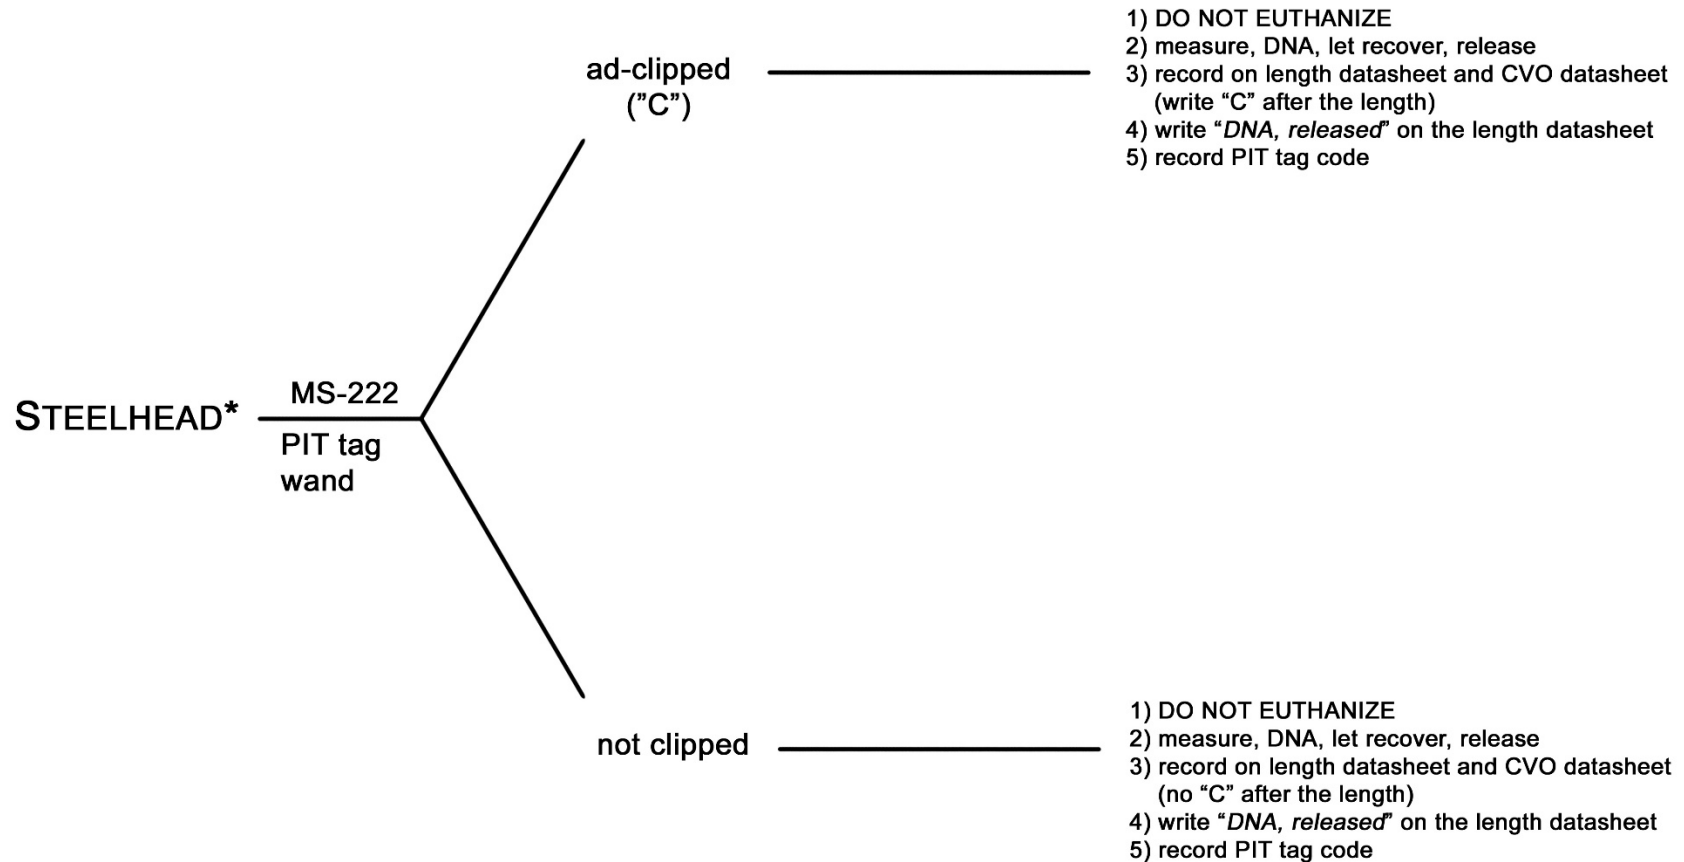 1) DO NOT EUTHANIZE
2) measure, DNA, let recover, release
3) record on length datasheet and CVO datasheet
(write “C” after the length)
4) write “DNA, released” on the length datasheet
5) record PIT tag code
ad-clipped
(”C”)
MS-222
STEELHEAD*
PIT tag
wand
not clipped
1) DO NOT EUTHANIZE
2) measure, DNA, let recover, release
3) record on length datasheet and CVO datasheet
(no “C” after the length)
4) write “DNA, released” on the length datasheet
5) record PIT tag code